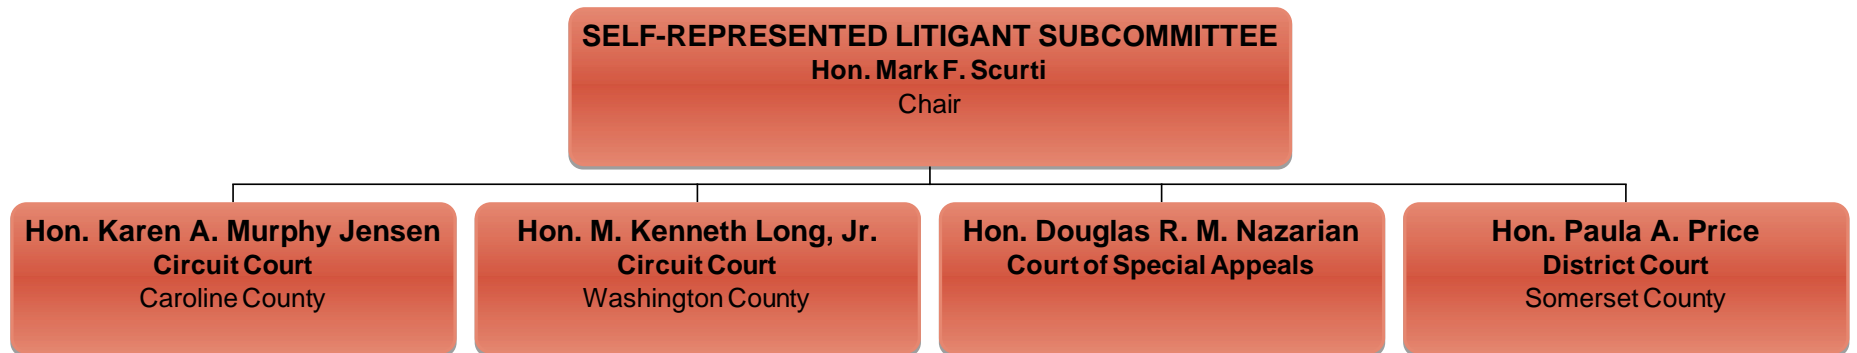 SELF-REPRESENTED LITIGANT SUBCOMMITTEE
Hon. Mark F. Scurti
Chair
Hon. Karen A. Murphy Jensen
Circuit Court
Caroline County
Hon. M. Kenneth Long, Jr.
Circuit Court
Washington County
Hon. Douglas R. M. Nazarian
Court of Special Appeals
Hon. Paula A. Price
District Court
Somerset County